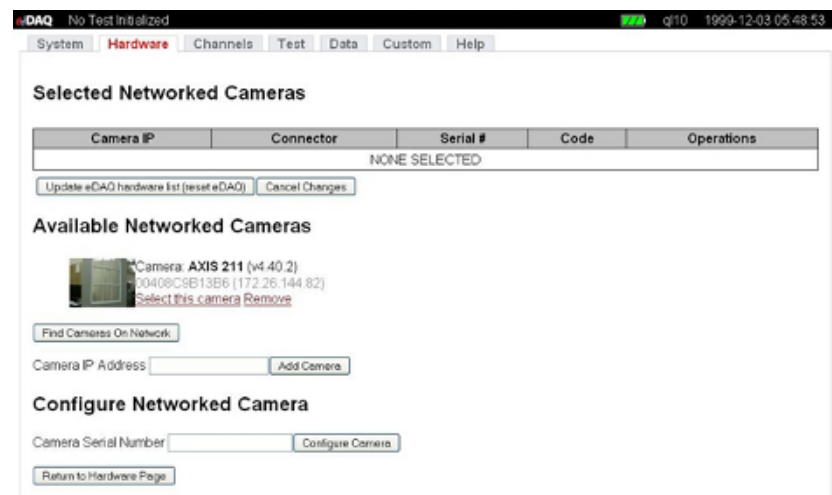 eDAQ No Test Initialized ql10 1999-12-03 05:48:53
System Hardware Channels Test Data Custom Help
Selected Networked Cameras
Camera IP Connector Serial # Code Operations
NONE SELECTED
Update eDAQ hardware list (reset eDAQ) Cancel Changes
Available Networked Cameras
Camera: AXIS 211 (v4.40.2)
00408C9B13B6 (172.26.144.82)
Select this camera Remove
Find Cameras On Network
Camera IP Address Add Camera
Configure Networked Camera
Camera Serial Number Configure Camera
Return to Hardware Page